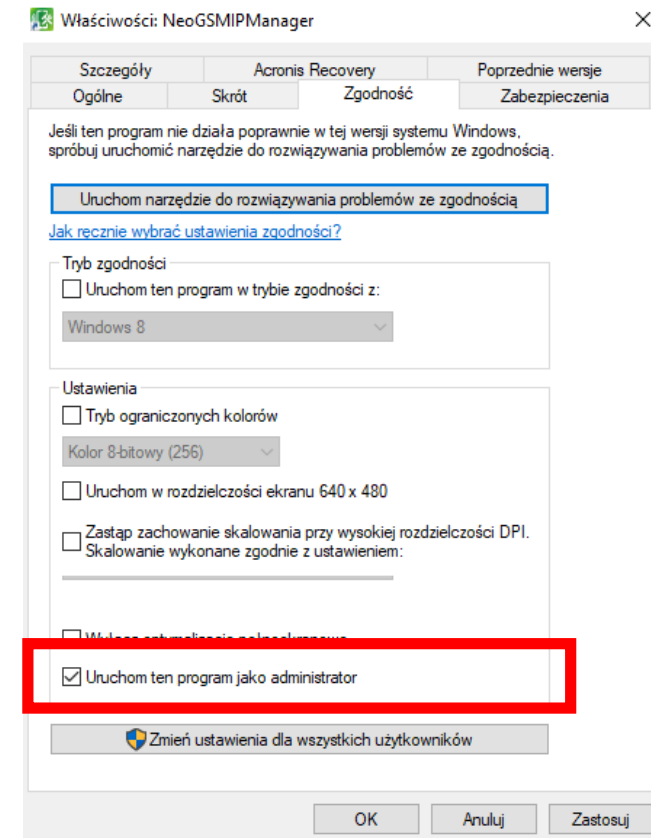 Właściwości: NeoGSMIPManager
Szczegóły Acronis Recovery Poprzednie wersje
Ogólne Skrót Zgodność Zabezpieczenia
Jeśli ten program nie działa poprawnie w tej wersji systemu Windows,
spróbuj uruchomić narzędzie do rozwiązywania problemów ze zgodnością.
Uruchom narzędzie do rozwiązywania problemów ze zgodnością
Jak ręcznie wybrać ustawienia zgodności?
Tryb zgodności
Uruchom ten program w trybie zgodności z:
Windows 8
Ustawienia
Tryb ograniczonych kolorów
Kolor 8-bitowy (256)
Uruchom w rozdzielczości ekranu 640 x 480
Zastąp zachowanie skalowania przy wysokiej rozdzielczości DPI.
Skalowanie wykonane zgodnie z ustawieniem:
Uruchom ten program jako administrator
Zmień ustawienia dla wszystkich użytkowników
OK Anuluj Zastosuj